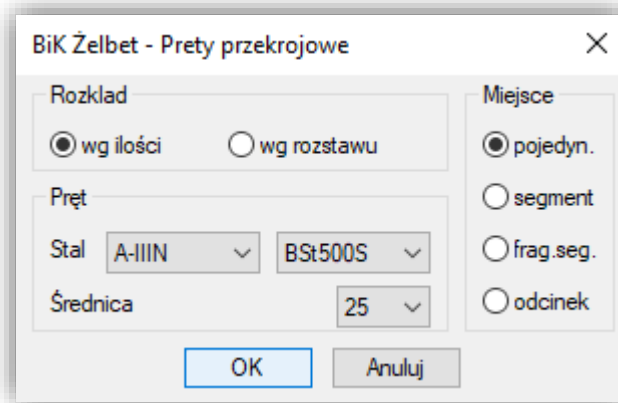 BiK Żelbet - Prety przekrojowe
Rozklad
wg ilości
wg rozstawu
Pręt
Stal
A-IIIN
BSt500S
Średnica
25
Miejsce
pojedyn.
segment
frag.seg.
odcinek
OK
Anuluj